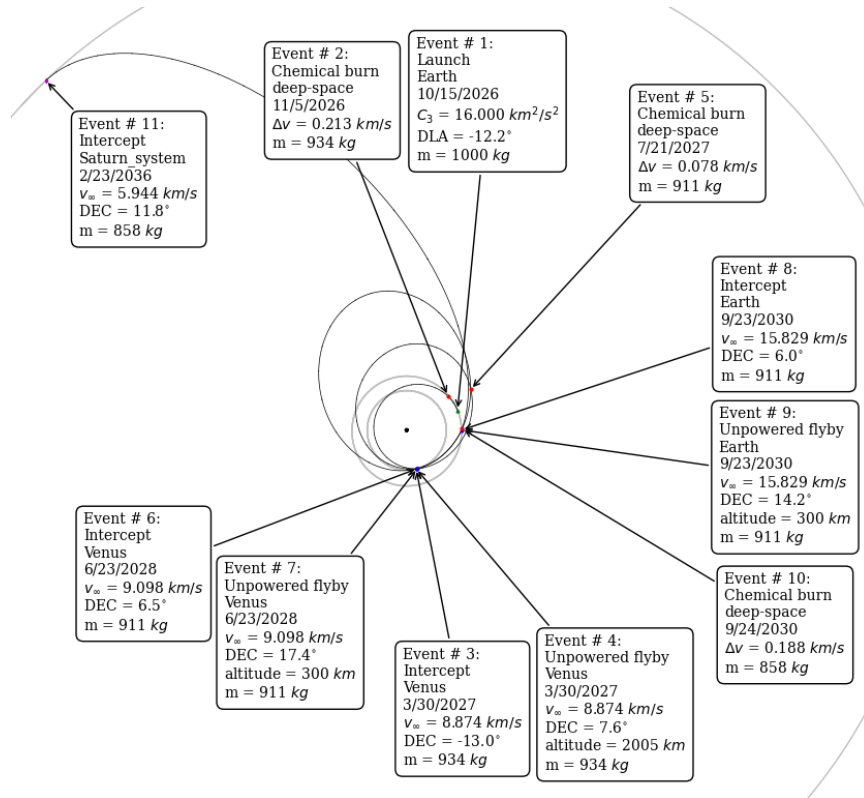 Event # 2:
Chemical burn
deep-space
11/5/2026
Δv = 0.213 km/s
m = 934 kg
Event # 1:
Launch
Earth
10/15/2026
C₃ = 16.000 km²/s²
DLA = -12.2°
m = 1000 kg
Event # 5:
Chemical burn
deep-space
7/21/2027
Δv = 0.078 km/s
m = 911 kg
Event # 11:
Intercept
Saturn_system
2/23/2036
v∞ = 5.944 km/s
DEC = 11.8°
m = 858 kg
Event # 8:
Intercept
Earth
9/23/2030
v∞ = 15.829 km/s
DEC = 6.0°
m = 911 kg
Event # 9:
Unpowered flyby
Earth
9/23/2030
v∞ = 15.829 km/s
DEC = 14.2°
altitude = 300 km
m = 911 kg
Event # 6:
Intercept
Venus
6/23/2028
v∞ = 9.098 km/s
DEC = 6.5°
m = 911 kg
Event # 7:
Unpowered flyby
Venus
6/23/2028
v∞ = 9.098 km/s
DEC = 17.4°
altitude = 300 km
m = 911 kg
Event # 3:
Intercept
Venus
3/30/2027
v∞ = 8.874 km/s
DEC = -13.0°
m = 934 kg
Event # 4:
Unpowered flyby
Venus
3/30/2027
v∞ = 8.874 km/s
DEC = 7.6°
altitude = 2005 km
m = 934 kg
Event # 10:
Chemical burn
deep-space
9/24/2030
Δv = 0.188 km/s
m = 858 kg